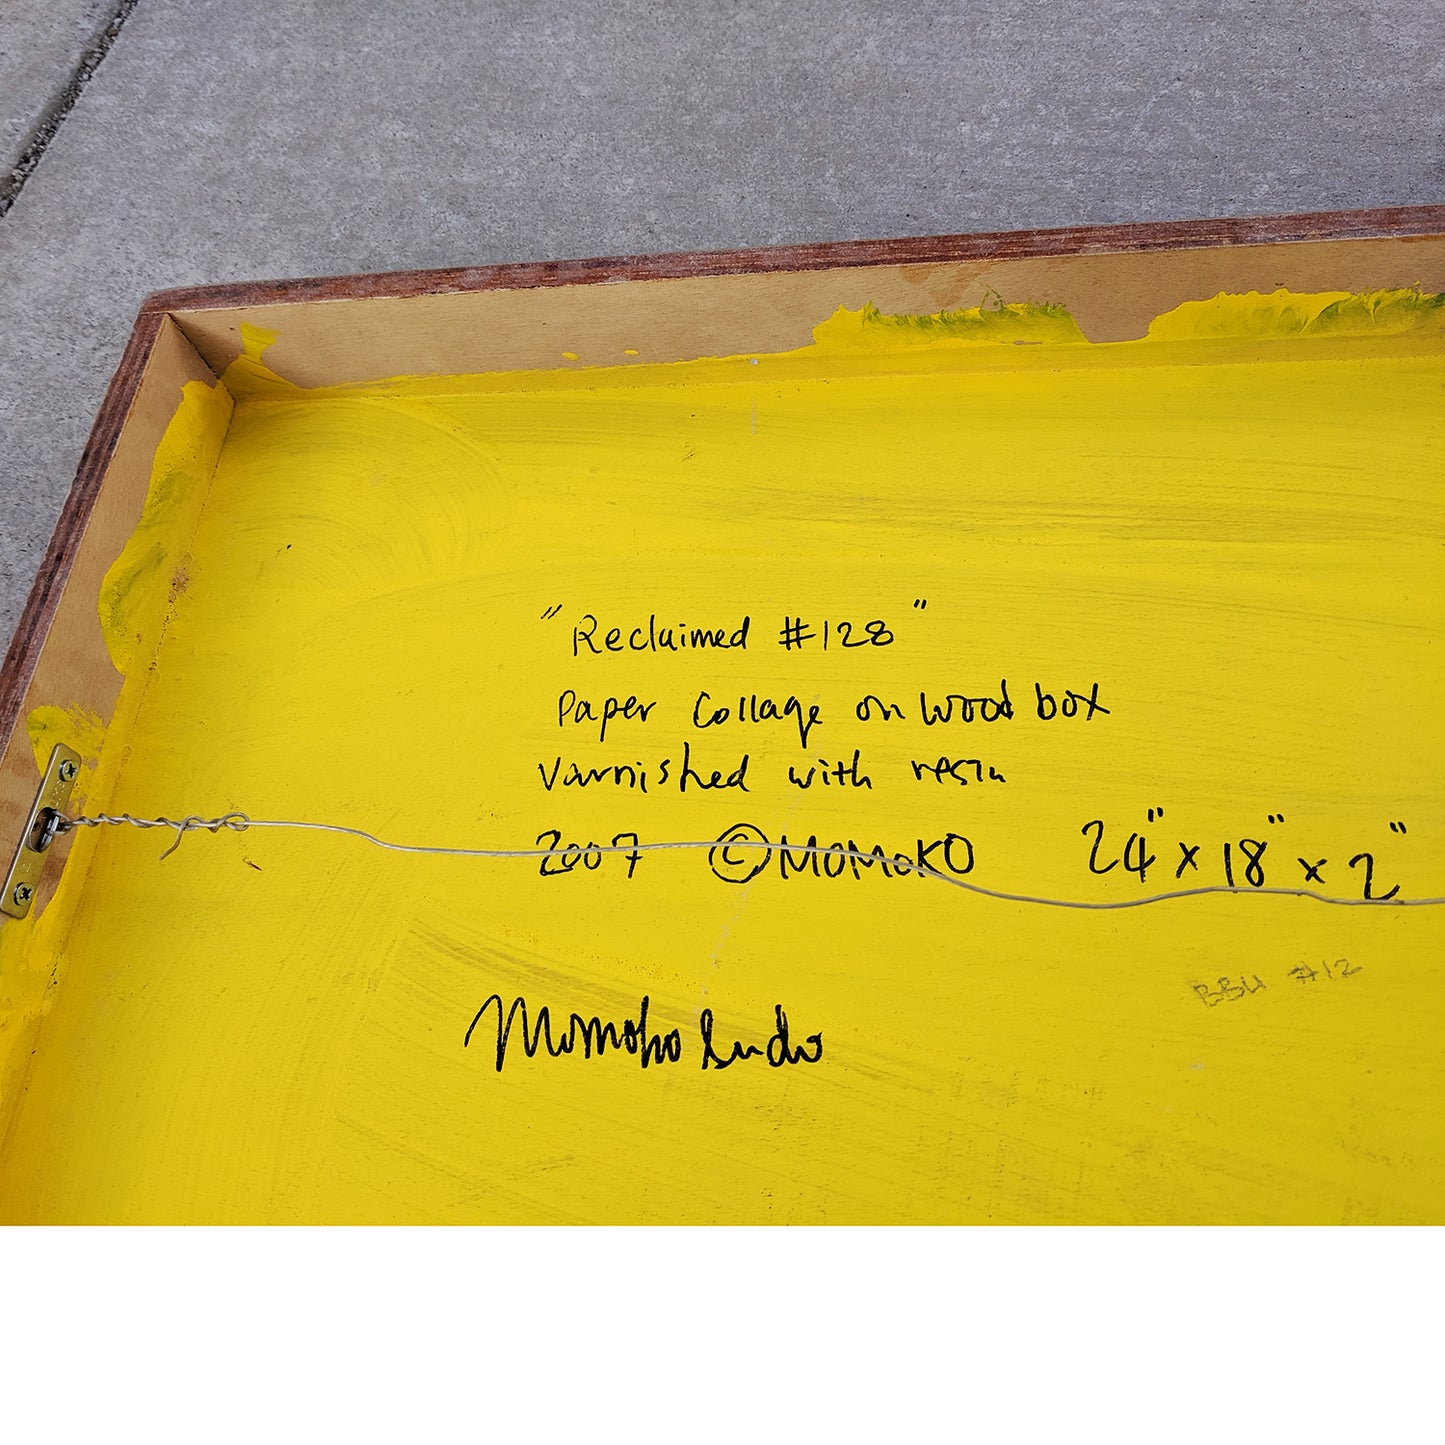 "Reclaimed #128"
Paper Collage on wood box
Varnished with resin
2007 ©MOMOKO 24" x 18" x 2"
BBU #12
Momoko Sudo